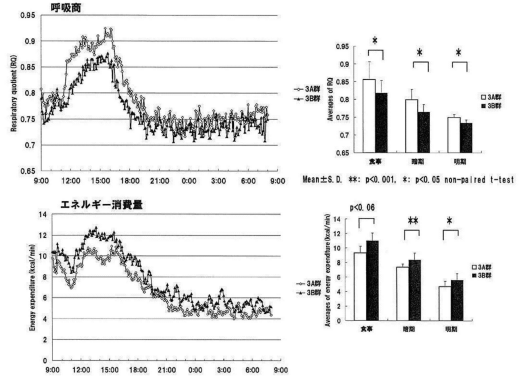 呼吸商
Respiratory quotient (RQ)
0.95
0.9
0.85
0.8
0.75
0.7
0.65
9:00 12:00 15:00 18:00 21:00 0:00 3:00 6:00 9:00
3A群
3B群
Averages of RQ
0.95
0.9
0.85
0.8
0.75
0.7
0.65
* * *
食事 暗期 明期
3A群
3B群
Mean±S.D. **: p<0.001, *: p<0.05 non-paired t-test
エネルギー消費量
Energy expenditure (kcal/min)
14
12
10
8
6
4
2
0
9:00 12:00 15:00 18:00 21:00 0:00 3:00 6:00 9:00
3A群
3B群
Averages of energy expenditure (kcal/min)
14
12
10
8
6
4
2
0
p<0.06 ** *
食事 暗期 明期
3A群
3B群